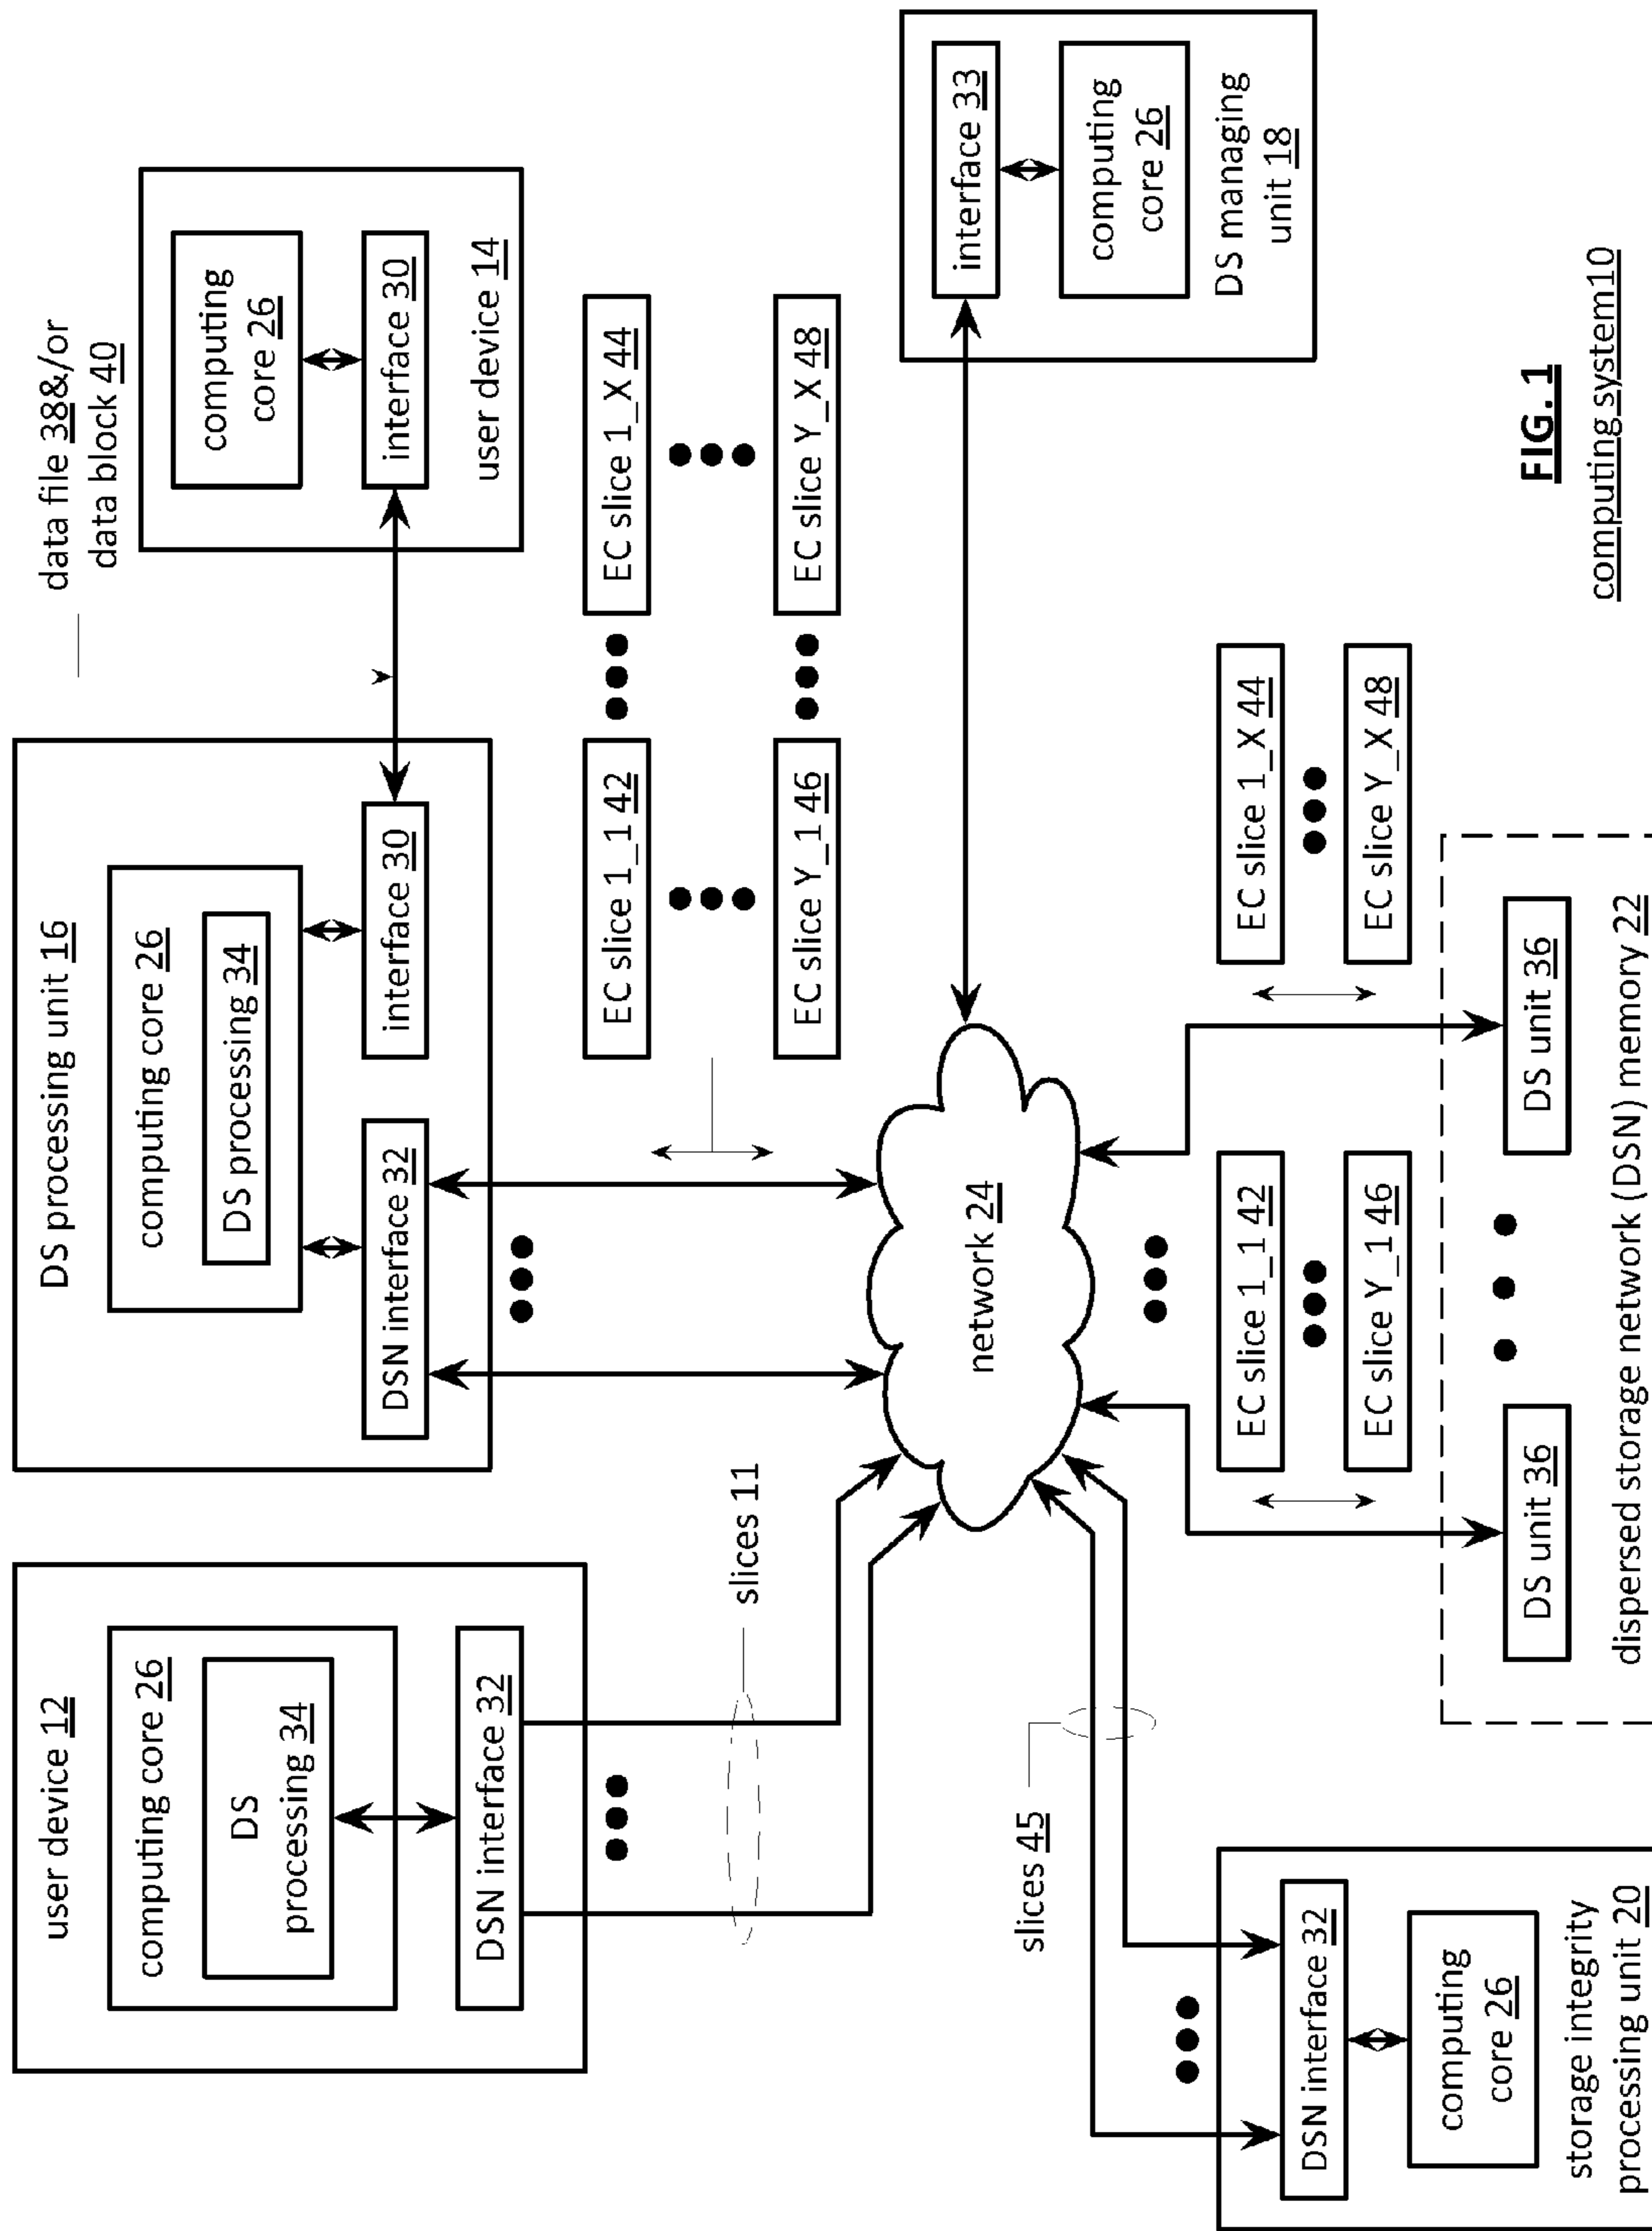 user device 12
computing core 26
DS
processing 34
DSN interface 32
DS processing unit 16
computing core 26
DS processing 34
DSN interface 32
interface 30
data file 38&/or
data block 40
computing
core 26
interface 30
user device 14
slices 11
EC slice 1_1 42
EC slice 1_X 44
EC slice Y_1 46
EC slice Y_X 48
network 24
interface 33
computing
core 26
DS managing
unit 18
slices 45
DSN interface 32
computing
core 26
storage integrity
processing unit 20
EC slice 1_1 42
EC slice Y_1 46
EC slice 1_X 44
EC slice Y_X 48
DS unit 36
DS unit 36
dispersed storage network (DSN) memory 22
FIG. 1
computing system10